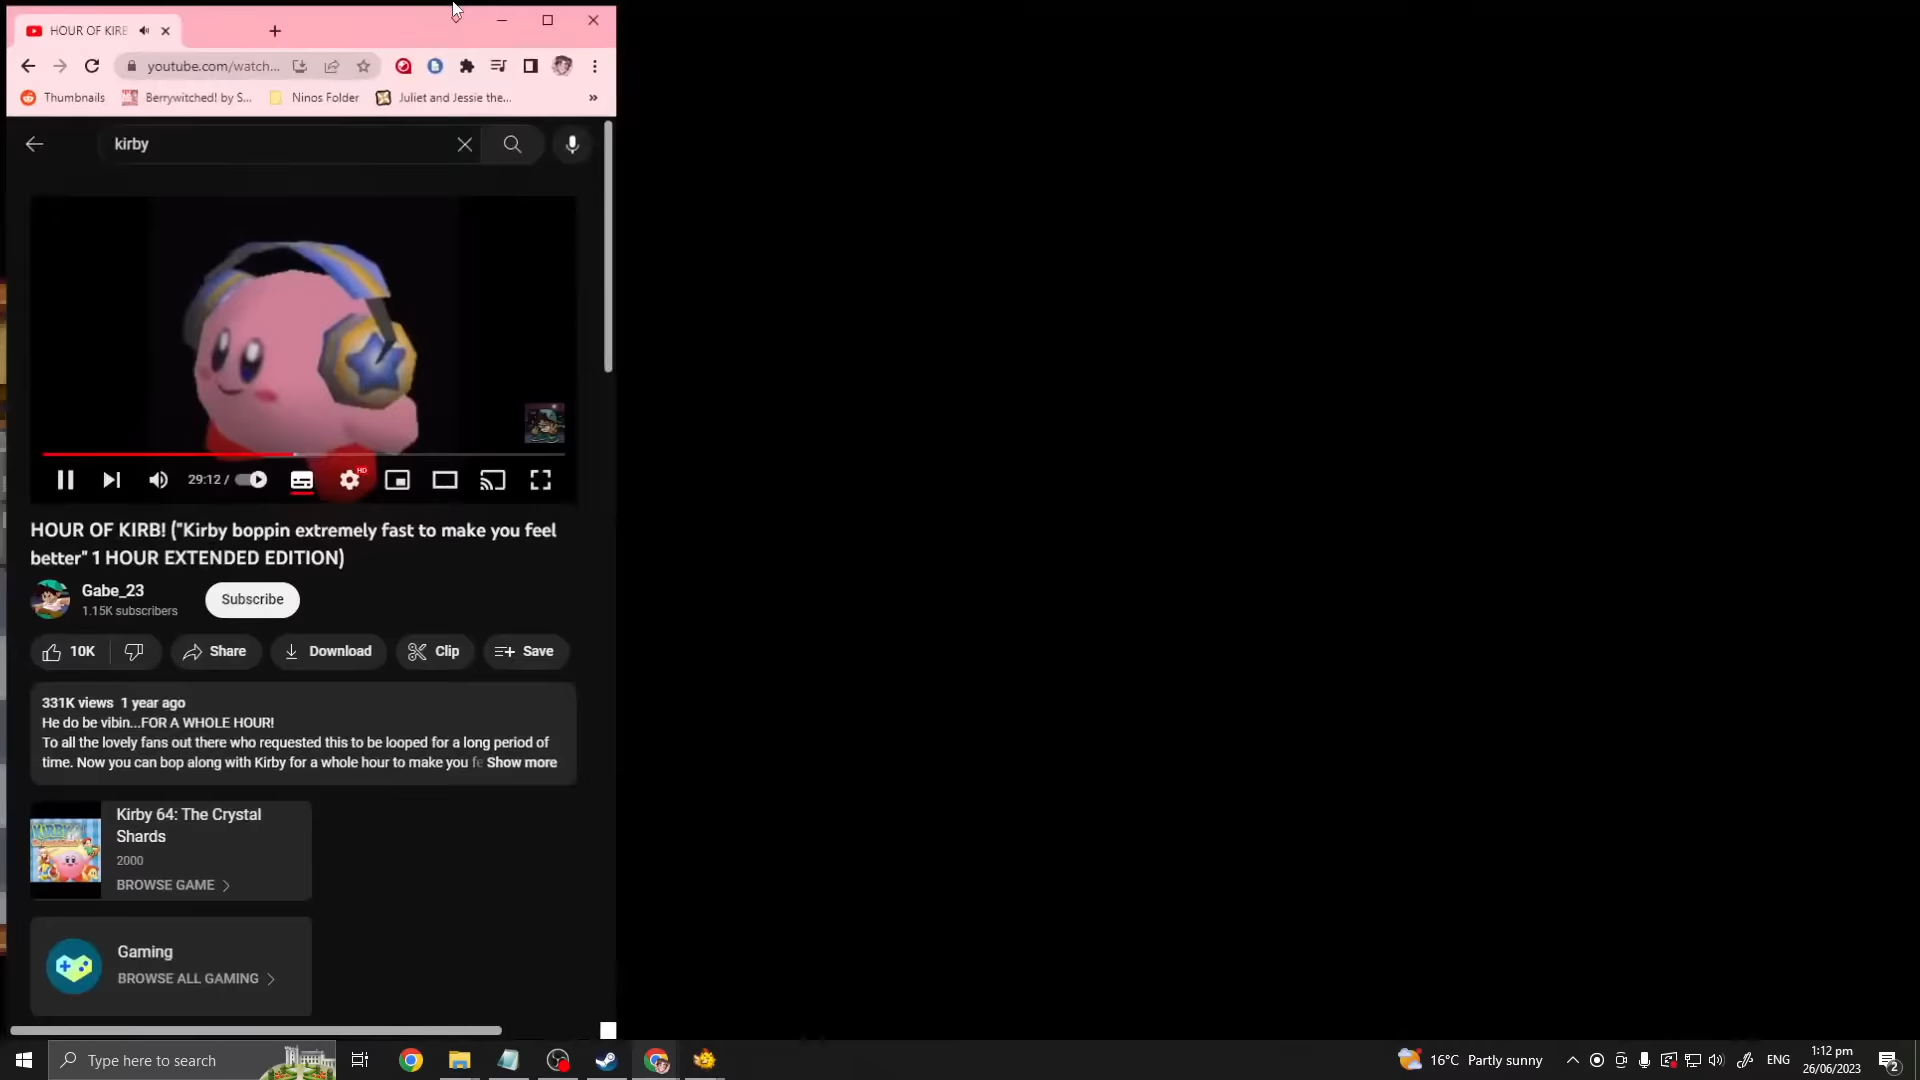 HOUR OF KIRB
youtube.com/watch...
Thumbnails
Berrywitched! by S...
Ninos Folder
Juliet and Jessie the...
»
kirby
29:12 /
HD
HOUR OF KIRB! ("Kirby boppin extremely fast to make you feel
better" 1 HOUR EXTENDED EDITION)
Gabe_23
1.15K subscribers
Subscribe
10K
Share
Download
Clip
Save
331K views 1 year ago
He do be vibin...FOR A WHOLE HOUR!
To all the lovely fans out there who requested this to be looped for a long period of
time. Now you can bop along with Kirby for a whole hour to make you fe Show more
Kirby 64: The Crystal
Shards
2000
BROWSE GAME
Gaming
BROWSE ALL GAMING
Type here to search
16°C Partly sunny
ENG
1:12 pm
26/06/2023
2